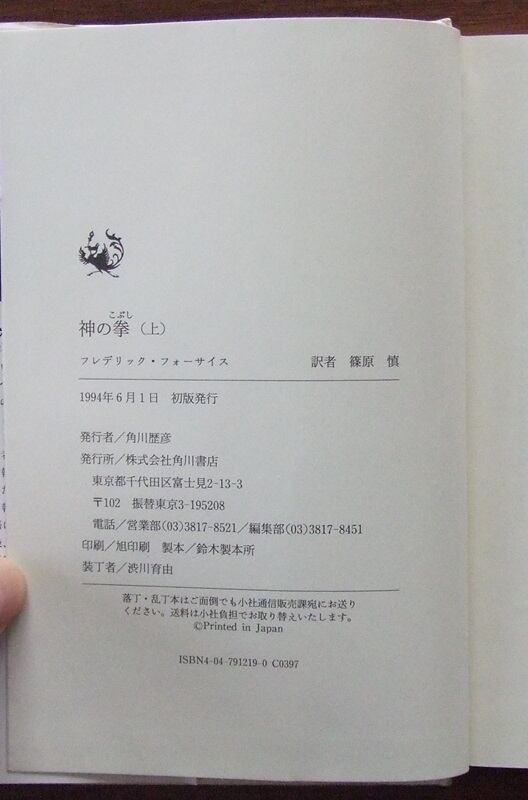 こぶし
神の拳（上）
フレデリック・フォーサイス　訳者　篠原　慎
1994年6月1日　初版発行
発行者／角川歴彦
発行所／株式会社角川書店
東京都千代田区富士見2-13-3
〒102　振替東京3-195208
電話／営業部(03)3817-8521／編集部(03)3817-8451
印刷／旭印刷　製本／鈴木製本所
装丁者／渋川育由
落丁・乱丁本はご面倒でも小社通信販売課宛にお送り
ください。送料は小社負担でお取り替えいたします。
©Printed in Japan
ISBN4-04-791219-0 C0397